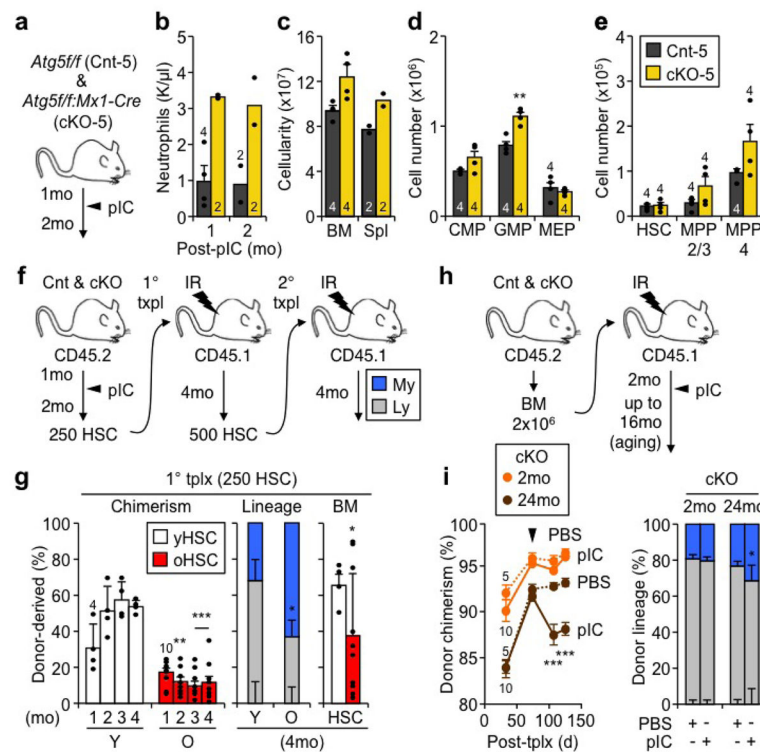 a
Atg5f/f (Cnt-5)
&
Atg5f/f:Mx1-Cre
(cKO-5)
1mo
pIC
2mo
b
Neutrophils (K/µl)
5
4
3
2
1
0
4
2
2
2
1 2
Post-pIC (mo)
c
Cellularity (x10⁷)
16
12
8
4
0
4 4 2 2
BM Spl
d
Cell number (x10⁶)
2
1
0
**
4 4 4 4 4 4
CMP GMP MEP
e
Cell number (x10⁵)
4
3
2
1
0
Cnt-5
cKO-5
4 4 4 4 4 4
HSC MPP MPP
2/3 4
f
Cnt & cKO 1° IR 2° IR
txpl txpl
CD45.2 CD45.1 CD45.1
1mo
pIC
2mo
4mo 4mo
My
Ly
250 HSC 500 HSC
h
Cnt & cKO IR
CD45.2 CD45.1
BM
2x10⁶
2mo
pIC
up to
16mo
(aging)
g
1° tplx (250 HSC)
Chimerism Lineage BM
Donor-derived (%)
100
80
60
40
20
0
yHSC
oHSC
4
10
**
***
*
*
(mo) 1 2 3 4 1 2 3 4 Y O HSC
Y O (4mo)
i
cKO
2mo
24mo
Donor chimerism (%)
100
95
90
85
80
PBS
pIC
PBS
pIC
5
10
5
10
***
***
0 50 100 150
Post-tplx (d)
cKO
2mo 24mo
Donor lineage (%)
100
80
60
40
20
0
*
PBS + - + -
pIC - + - +